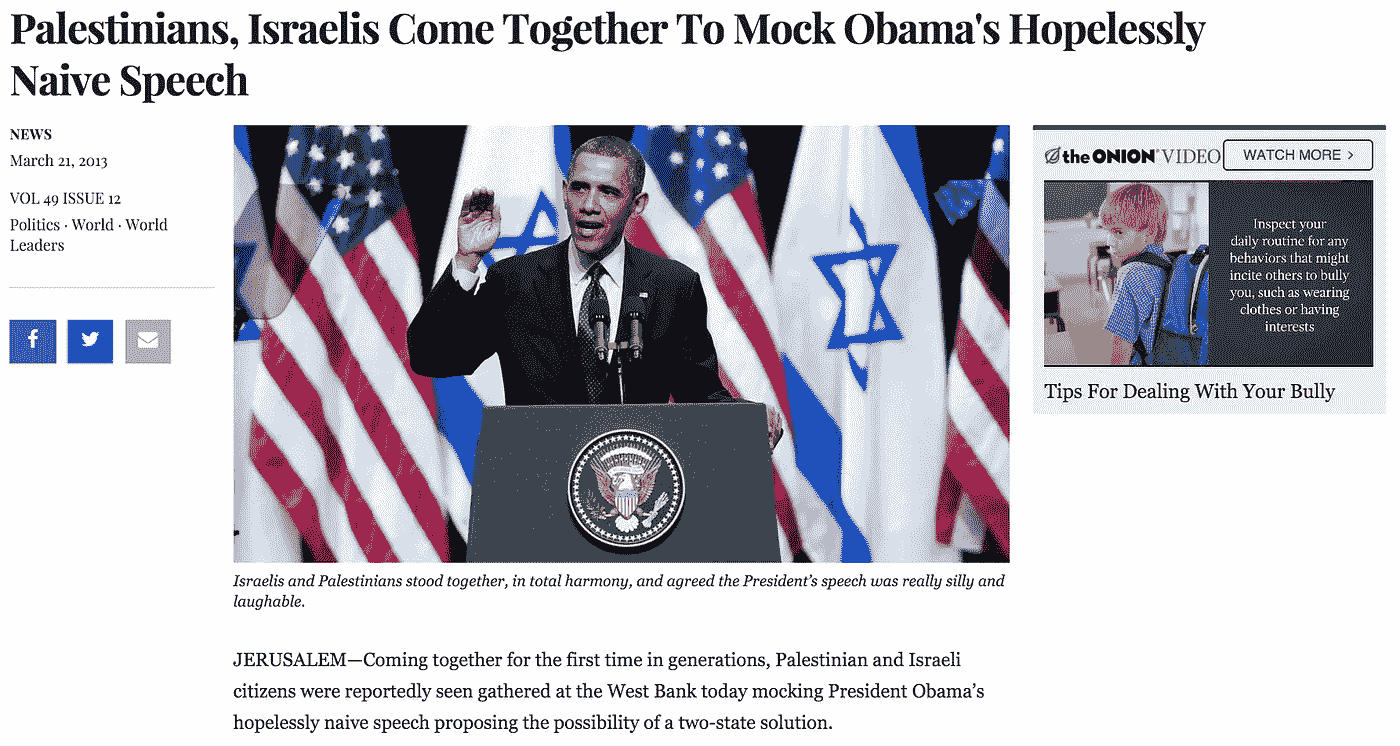 Palestinians, Israelis Come Together To Mock Obama's Hopelessly
Naive Speech
NEWS
March 21, 2013
VOL 49 ISSUE 12
Politics · World · World
Leaders
Israelis and Palestinians stood together, in total harmony, and agreed the President's speech was really silly and
laughable.
JERUSALEM—Coming together for the first time in generations, Palestinian and Israeli
citizens were reportedly seen gathered at the West Bank today mocking President Obama's
hopelessly naive speech proposing the possibility of a two-state solution.
the ONION VIDEO
WATCH MORE >
Inspect your
daily routine for any
behaviors that might
incite others to bully
you, such as wearing
clothes or having
interests
Tips For Dealing With Your Bully